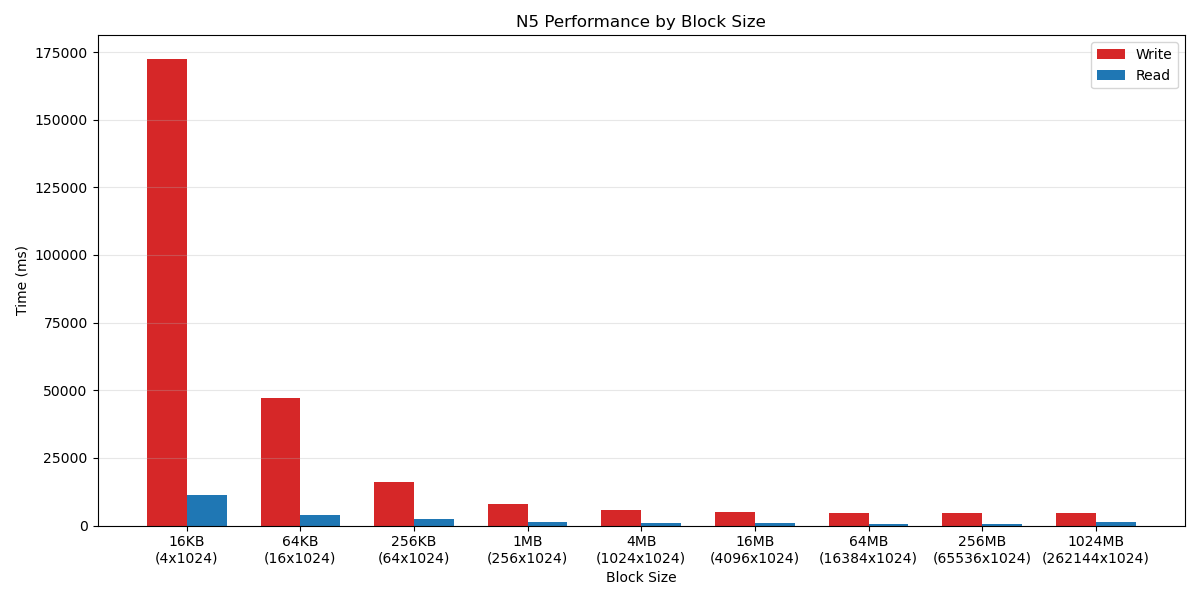 N5 Performance by Block Size
Write
Read
Time (ms)
175000
150000
125000
100000
75000
50000
25000
0
16KB
(4x1024)
64KB
(16x1024)
256KB
(64x1024)
1MB
(256x1024)
4MB
(1024x1024)
16MB
(4096x1024)
64MB
(16384x1024)
256MB
(65536x1024)
1024MB
(262144x1024)
Block Size